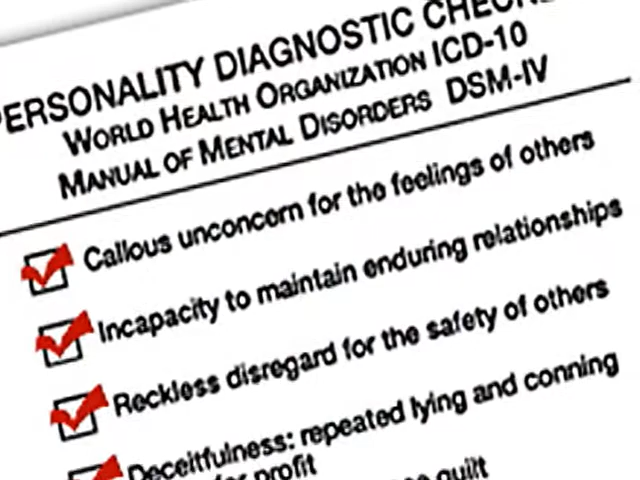 PERSONALITY DIAGNOSTIC
WORLD HEALTH ORGANIZATION ICD-10
MANUAL OF MENTAL DISORDERS DSM-IV
Callous unconcern for the feelings of others
Incapacity to maintain enduring relationships
Reckless disregard for the safety of others
Deceitfulness: repeated lying and conning
for profit
guilt